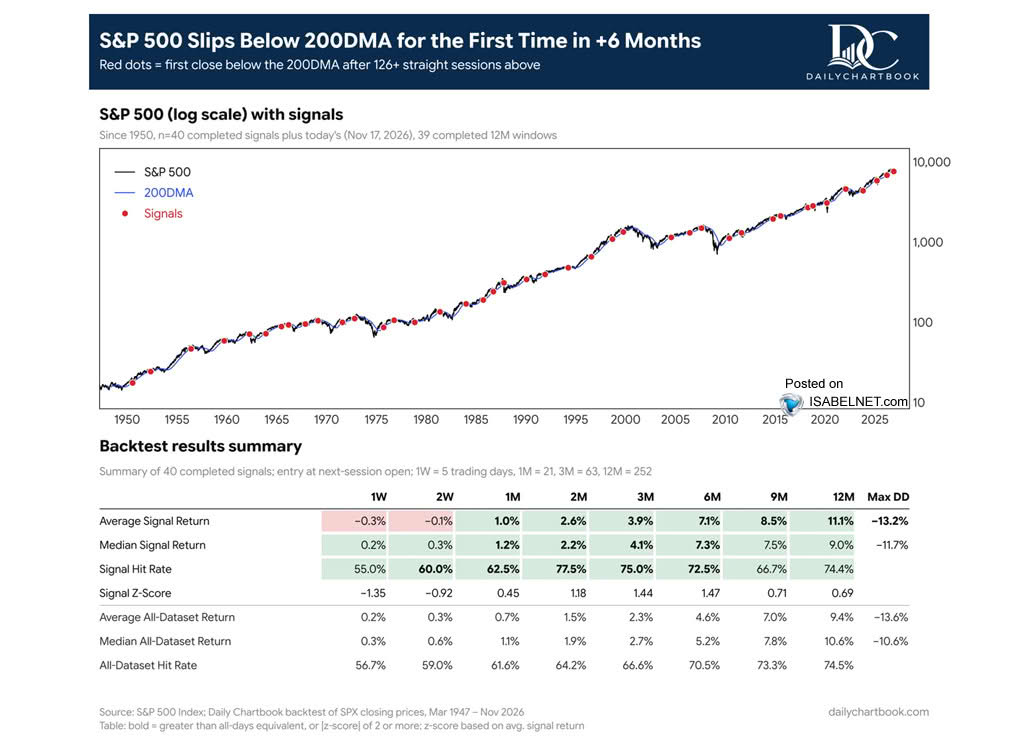 S&P 500 Slips Below 200DMA for the First Time in +6 Months
Red dots = first close below the 200DMA after 126+ straight sessions above
DC
DAILYCHARTBOOK
S&P 500 (log scale) with signals
Since 1950, n=40 completed signals plus today's (Nov 17, 2026), 39 completed 12M windows
S&P 500
200DMA
Signals
10,000
1,000
100
10
Posted on
ISABELNET.com
1950 1955 1960 1965 1970 1975 1980 1985 1990 1995 2000 2005 2010 2015 2020 2025
Backtest results summary
Summary of 40 completed signals; entry at next-session open; 1W = 5 trading days, 1M = 21, 3M = 63, 12M = 252
1W 2W 1M 2M 3M 6M 9M 12M Max DD
Average Signal Return −0.3% −0.1% 1.0% 2.6% 3.9% 7.1% 8.5% 11.1% −13.2%
Median Signal Return 0.2% 0.3% 1.2% 2.2% 4.1% 7.3% 7.5% 9.0% −11.7%
Signal Hit Rate 55.0% 60.0% 62.5% 77.5% 75.0% 72.5% 66.7% 74.4%
Signal Z-Score −1.35 −0.92 0.45 1.18 1.44 1.47 0.71 0.69
Average All-Dataset Return 0.2% 0.3% 0.7% 1.5% 2.3% 4.6% 7.0% 9.4% −13.6%
Median All-Dataset Return 0.3% 0.6% 1.1% 1.9% 2.7% 5.2% 7.8% 10.6% −10.6%
All-Dataset Hit Rate 56.7% 59.0% 61.6% 64.2% 66.6% 70.5% 73.3% 74.5%
Source: S&P 500 Index; Daily Chartbook backtest of SPX closing prices, Mar 1947 – Nov 2026
dailychartbook.com
Table: bold = greater than all-days equivalent, or |z-score| of 2 or more; z-score based on avg. signal return